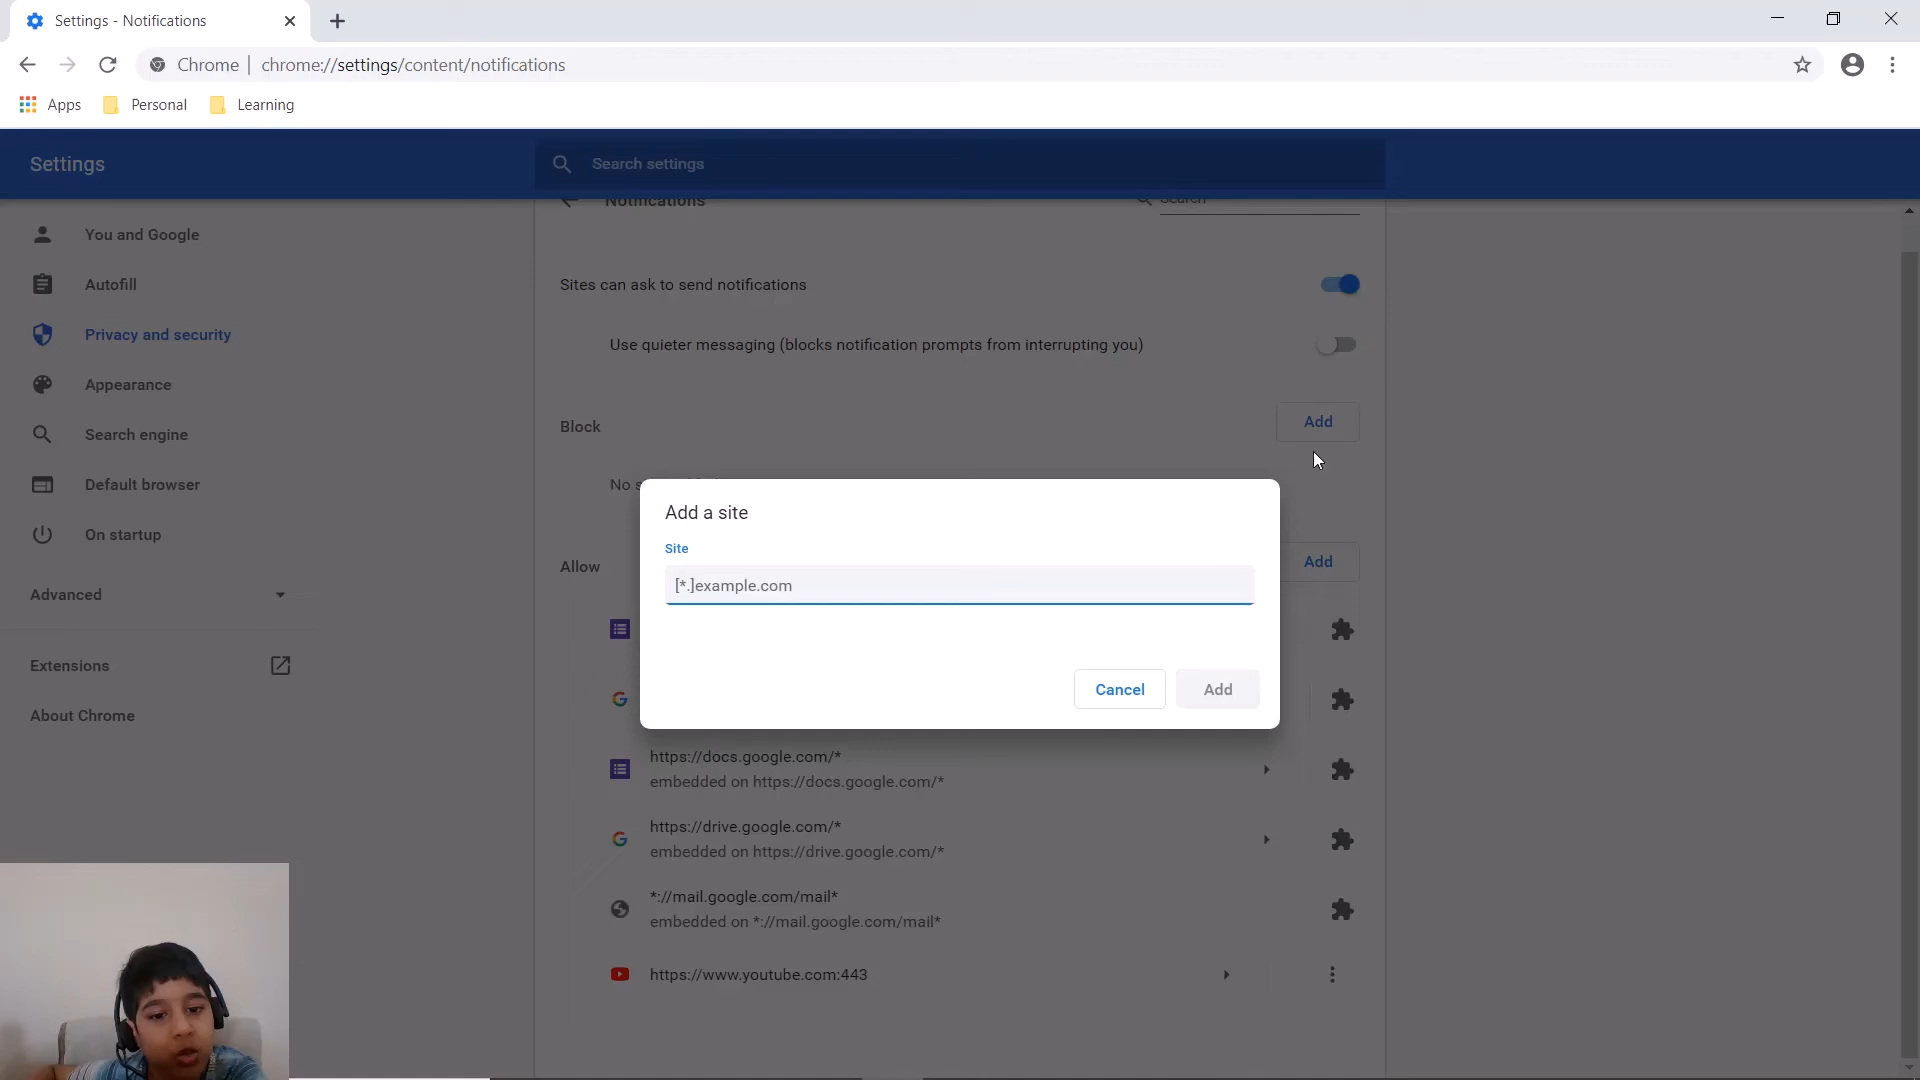 Settings - Notifications
Chrome | chrome://settings/content/notifications
Apps Personal Learning
Settings
Search settings
Notifications
Search
You and Google
Autofill
Privacy and security
Appearance
Search engine
Default browser
On startup
Advanced
Extensions
About Chrome
Sites can ask to send notifications
Use quieter messaging (blocks notification prompts from interrupting you)
Block
Add
No
Add a site
Site
[*.]example.com
Cancel
Add
Allow
Add
https://docs.google.com/*
embedded on https://docs.google.com/*
https://drive.google.com/*
embedded on https://drive.google.com/*
*://mail.google.com/mail*
embedded on *://mail.google.com/mail*
https://www.youtube.com:443